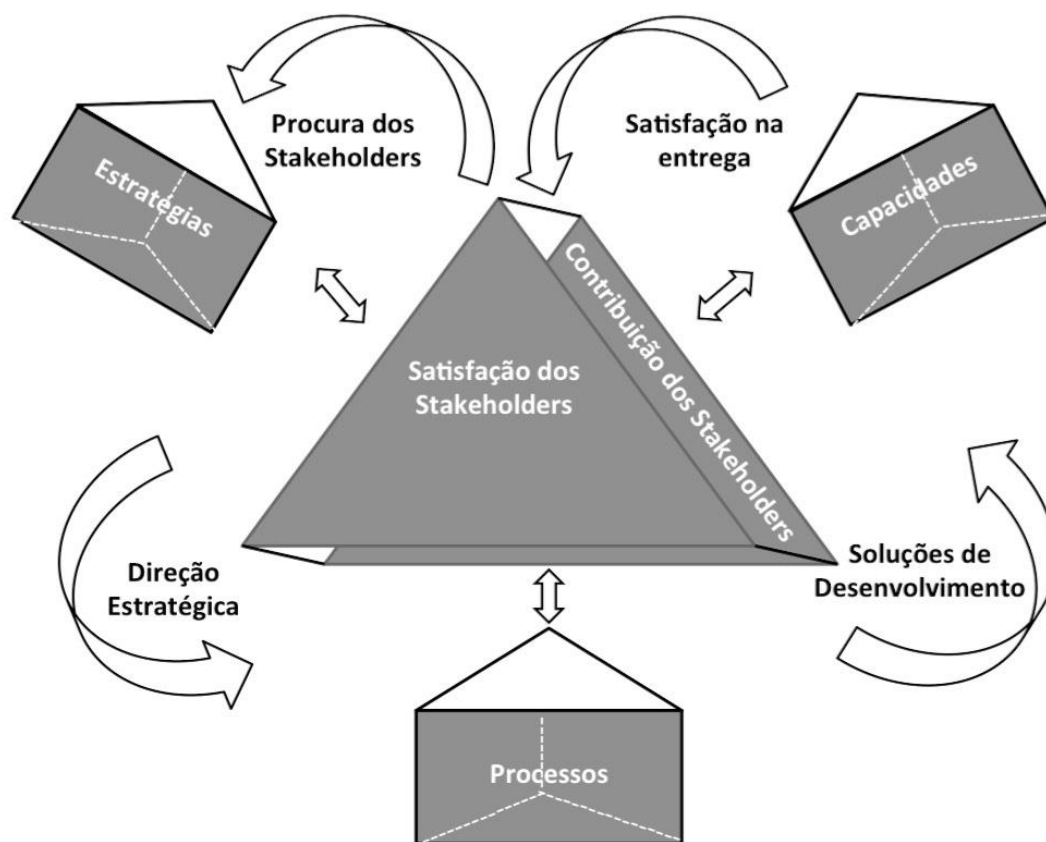 Procura dos
Stakeholders
Satisfação na
entrega
Estratégias
Capacidades
Contribuição dos Stakeholders
Satisfação dos
Stakeholders
Direção
Estratégica
Soluções de
Desenvolvimento
Processos